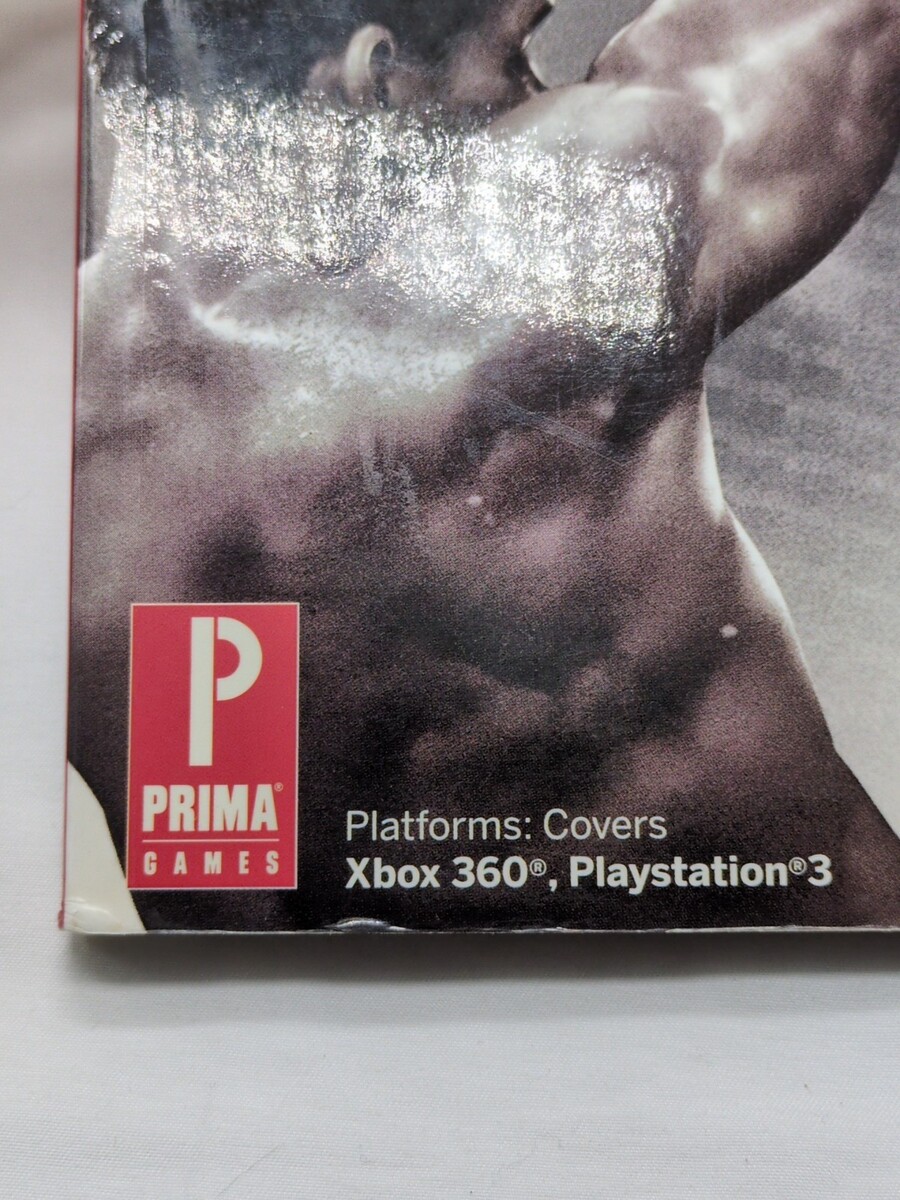 P
PRIMA®
GAMES
Platforms: Covers
Xbox 360®, Playstation®3